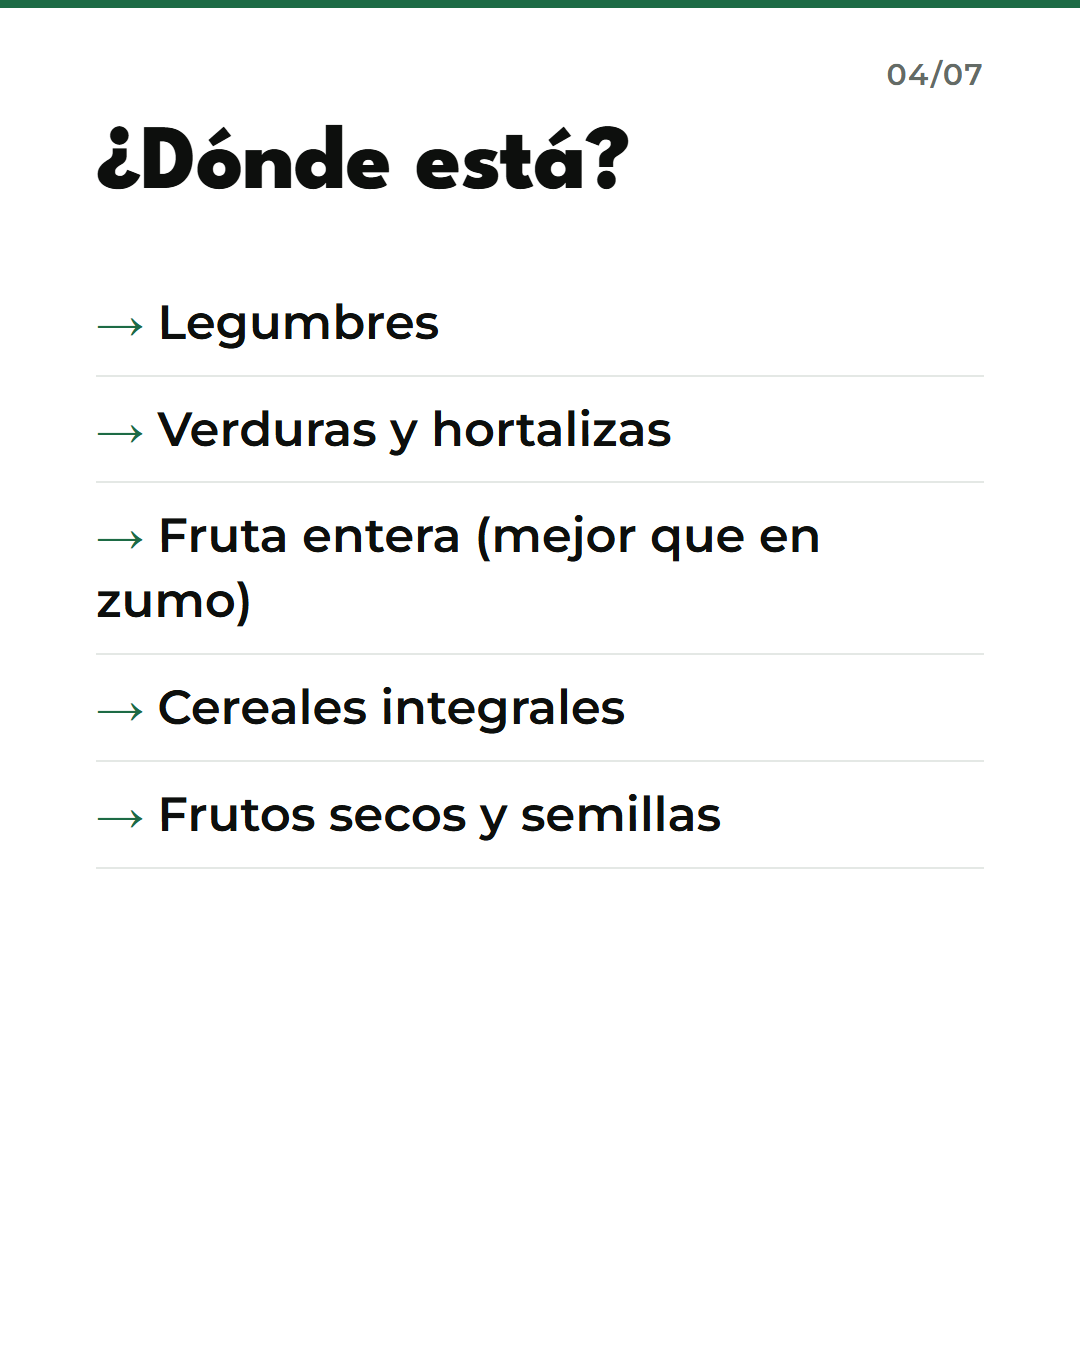 04/07
¿Dónde está?
→ Legumbres
→ Verduras y hortalizas
→ Fruta entera (mejor que en
zumo)
→ Cereales integrales
→ Frutos secos y semillas